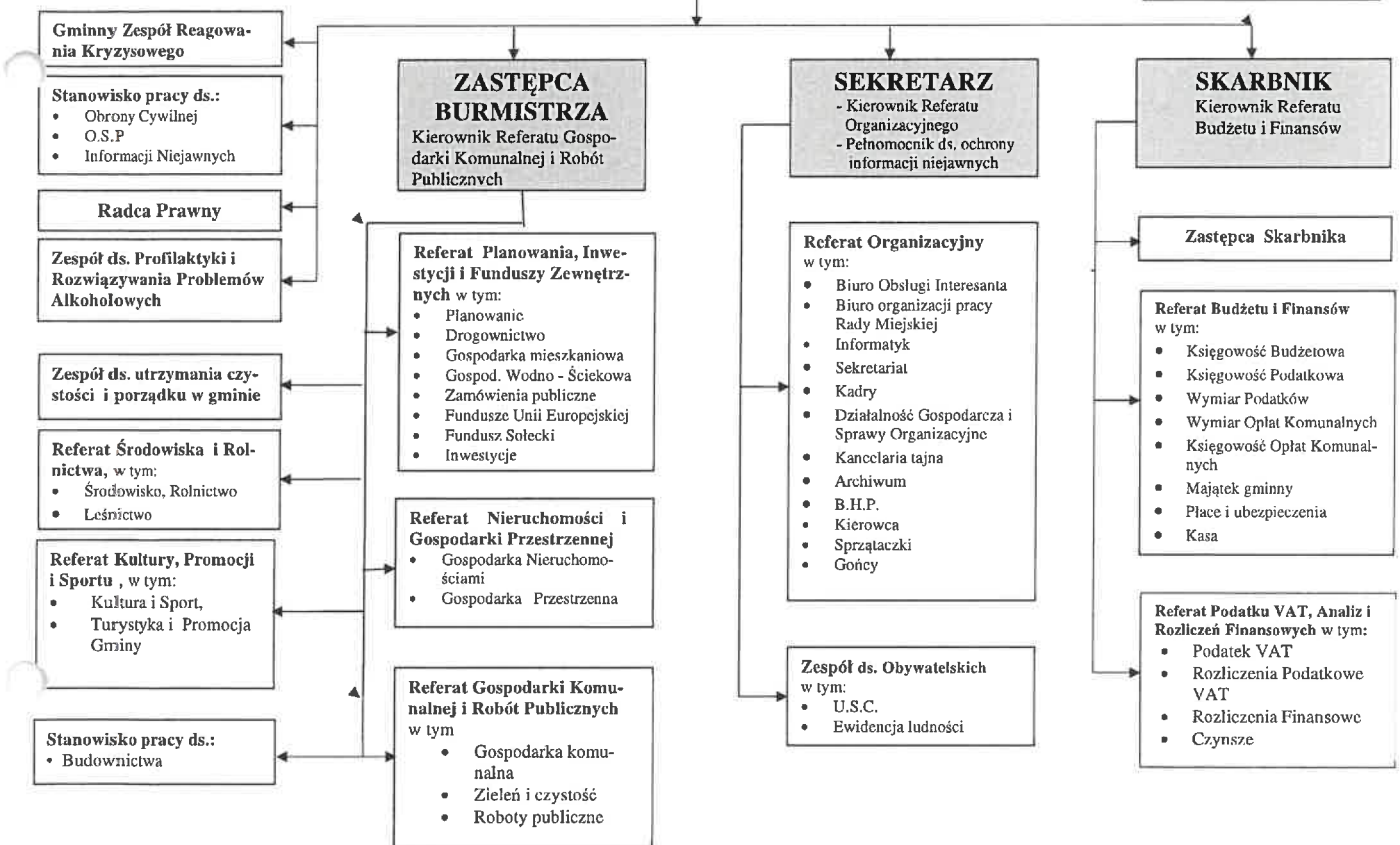 Gminny Zespół Reagowa-
nia Kryzysowego
Stanowisko pracy ds.:
• Obrony Cywilnej
• O.S.P
• Informacji Niejawnych
Radca Prawny
Zespół ds. Profilaktyki i
Rozwiązywania Problemów
Alkoholowych
Zespół ds. utrzymania czy-
stości i porządku w gminie
Referat Środowiska i Rol-
nictwa, w tym:
• Środowisko, Rolnictwo
• Leśnictwo
Referat Kultury, Promocji
i Sportu , w tym:
• Kultura i Sport,
• Turystyka i Promocja
Gminy
Stanowisko pracy ds.:
• Budownictwa
ZASTĘPCA
BURMISTRZA
Kierownik Referatu Gospo-
darki Komunalnej i Robót
Publicznych
Referat Planowania, Inwe-
stycji i Funduszy Zewnętrz-
nych w tym:
• Planowanie
• Drogownictwo
• Gospodarka mieszkaniowa
• Gospod. Wodno - Ściekowa
• Zamówienia publiczne
• Fundusze Unii Europejskiej
• Fundusz Sołecki
• Inwestycje
Referat Nieruchomości i
Gospodarki Przestrzennej
• Gospodarka Nieruchomo-
ściami
• Gospodarka Przestrzenna
Referat Gospodarki Komu-
nalnej i Robót Publicznych
w tym
• Gospodarka komu-
nalna
• Zieleń i czystość
• Roboty publiczne
SEKRETARZ
- Kierownik Referatu
Organizacyjnego
- Pełnomocnik ds. ochrony
informacji niejawnych
Referat Organizacyjny
w tym:
• Biuro Obsługi Interesanta
• Biuro organizacji pracy
Rady Miejskiej
• Informatyk
• Sekretariat
• Kadry
• Działalność Gospodarcza i
Sprawy Organizacyjne
• Kancelaria tajna
• Archiwum
• B.H.P.
• Kierowca
• Sprzątaczki
• Gońcy
Zespół ds. Obywatelskich
w tym:
• U.S.C.
• Ewidencja ludności
SKARBNIK
Kierownik Referatu
Budżetu i Finansów
Zastępca Skarbnika
Referat Budżetu i Finansów
w tym:
• Księgowość Budżetowa
• Księgowość Podatkowa
• Wymiar Podatków
• Wymiar Opłat Komunalnych
• Księgowość Opłat Komunal-
nych
• Majątek gminny
• Płace i ubezpieczenia
• Kasa
Referat Podatku VAT, Analiz i
Rozliczeń Finansowych w tym:
• Podatek VAT
• Rozliczenia Podatkowe
VAT
• Rozliczenia Finansowe
• Czynsze